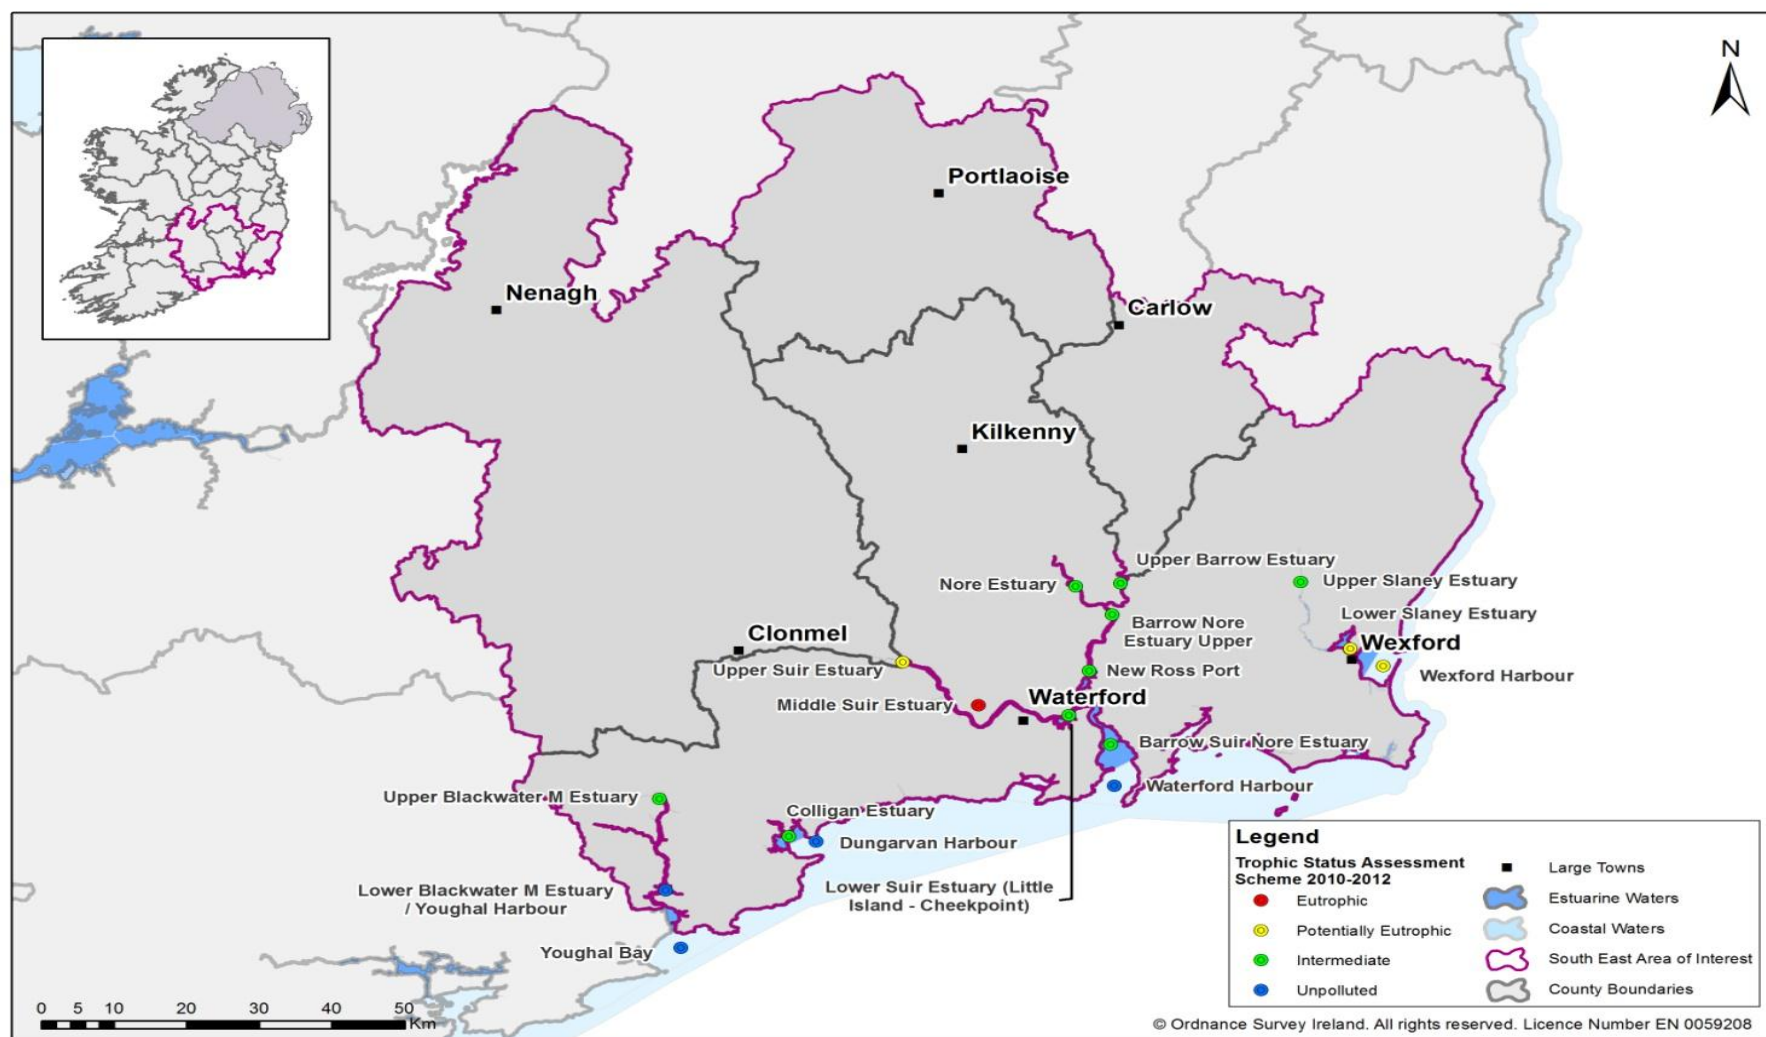 N
Portlaoise
Nenagh
Carlow
Kilkenny
Upper Barrow Estuary
Nore Estuary
Upper Slaney Estuary
Lower Slaney Estuary
Barrow Nore
Estuary Upper
Clonmel
Wexford
Upper Suir Estuary
New Ross Port
Wexford Harbour
Middle Suir Estuary
Waterford
Barrow Suir Nore Estuary
Waterford Harbour
Upper Blackwater M Estuary
Colligan Estuary
Dungarvan Harbour
Lower Blackwater M Estuary
/ Youghal Harbour
Lower Suir Estuary (Little
Island - Cheekpoint)
Youghal Bay
Legend
Trophic Status Assessment
Scheme 2010-2012
Eutrophic
Potentially Eutrophic
Intermediate
Unpolluted
Large Towns
Estuarine Waters
Coastal Waters
South East Area of Interest
County Boundaries
0 5 10 20 30 40 50
Km
© Ordnance Survey Ireland. All rights reserved. Licence Number EN 0059208